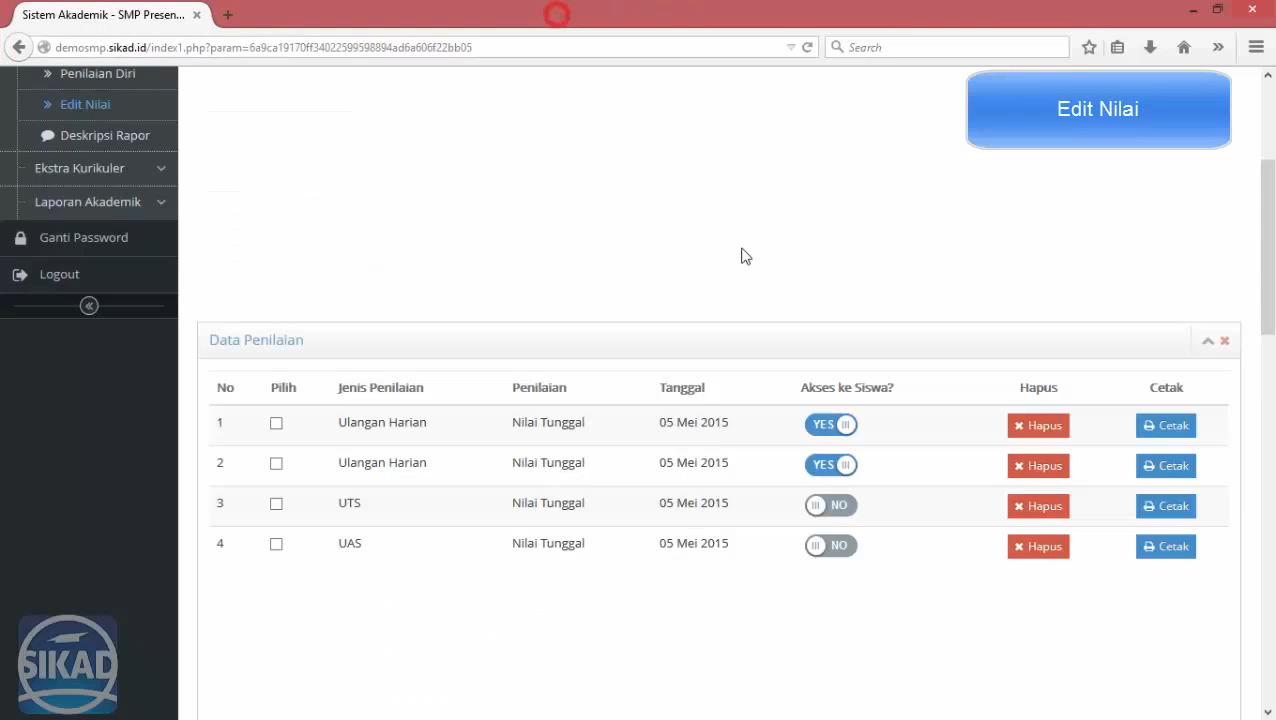 Sistem Akademik - SMP Presen...
demosmp.sikad.id/index1.php?param=6a9ca19170ff34022599598894ad6a606f22bb05
Search
Penilaian Diri
Edit Nilai
Deskripsi Rapor
Ekstra Kurikuler
Laporan Akademik
Ganti Password
Logout
SIKAD
Edit Nilai
Data Penilaian
No Pilih Jenis Penilaian Penilaian Tanggal Akses ke Siswa? Hapus Cetak
1 Ulangan Harian Nilai Tunggal 05 Mei 2015 YES Hapus Cetak
2 Ulangan Harian Nilai Tunggal 05 Mei 2015 YES Hapus Cetak
3 UTS Nilai Tunggal 05 Mei 2015 NO Hapus Cetak
4 UAS Nilai Tunggal 05 Mei 2015 NO Hapus Cetak